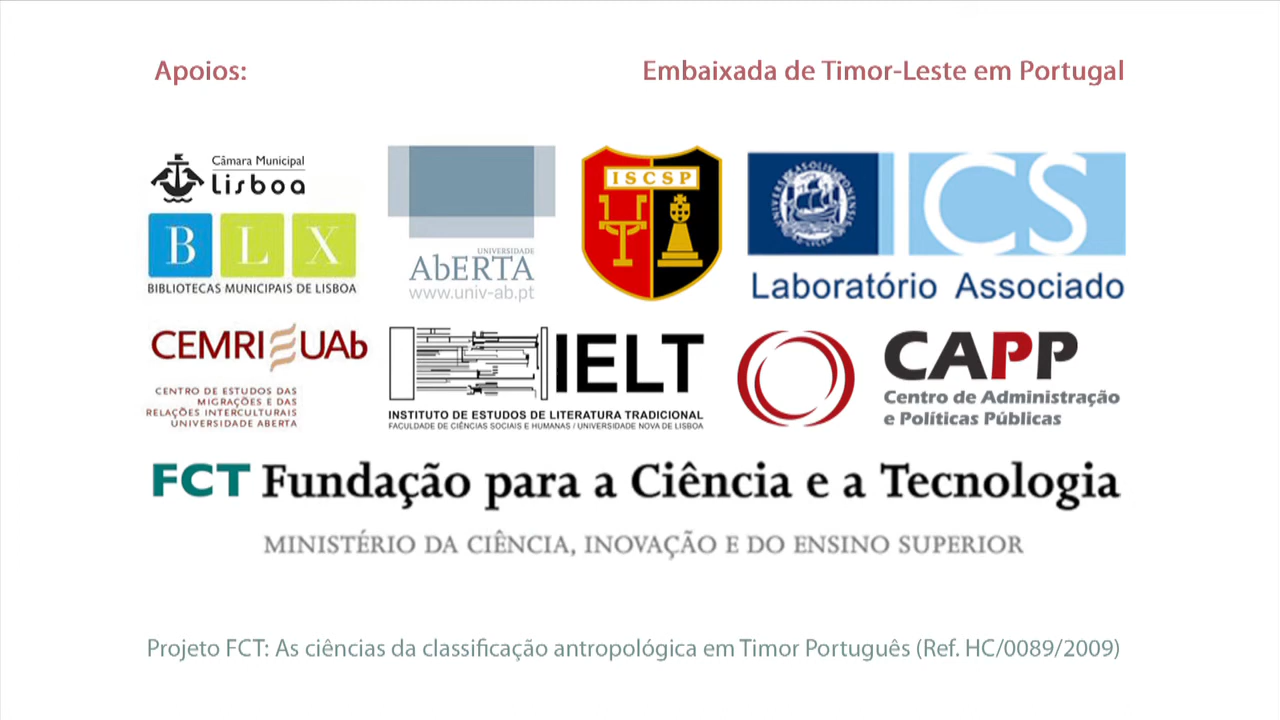 Apoios:
Embaixada de Timor-Leste em Portugal
Câmara Municipal
Lisboa
B L X
BIBLIOTECAS MUNICIPAIS DE LISBOA
UNIVERSIDADE
AbERTA
www.univ-ab.pt
ISCSP
ICS
Laboratório Associado
CEMRI UAb
CENTRO DE ESTUDOS DAS
MIGRAÇÕES E DAS
RELAÇÕES INTERCULTURAIS
UNIVERSIDADE ABERTA
IELT
INSTITUTO DE ESTUDOS DE LITERATURA TRADICIONAL
FACULDADE DE CIÊNCIAS SOCIAIS E HUMANAS / UNIVERSIDADE NOVA DE LISBOA
CAPP
Centro de Administração
e Políticas Públicas
FCT Fundação para a Ciência e a Tecnologia
MINISTÉRIO DA CIÊNCIA, INOVAÇÃO E DO ENSINO SUPERIOR
Projeto FCT: As ciências da classificação antropológica em Timor Português (Ref. HC/0089/2009)